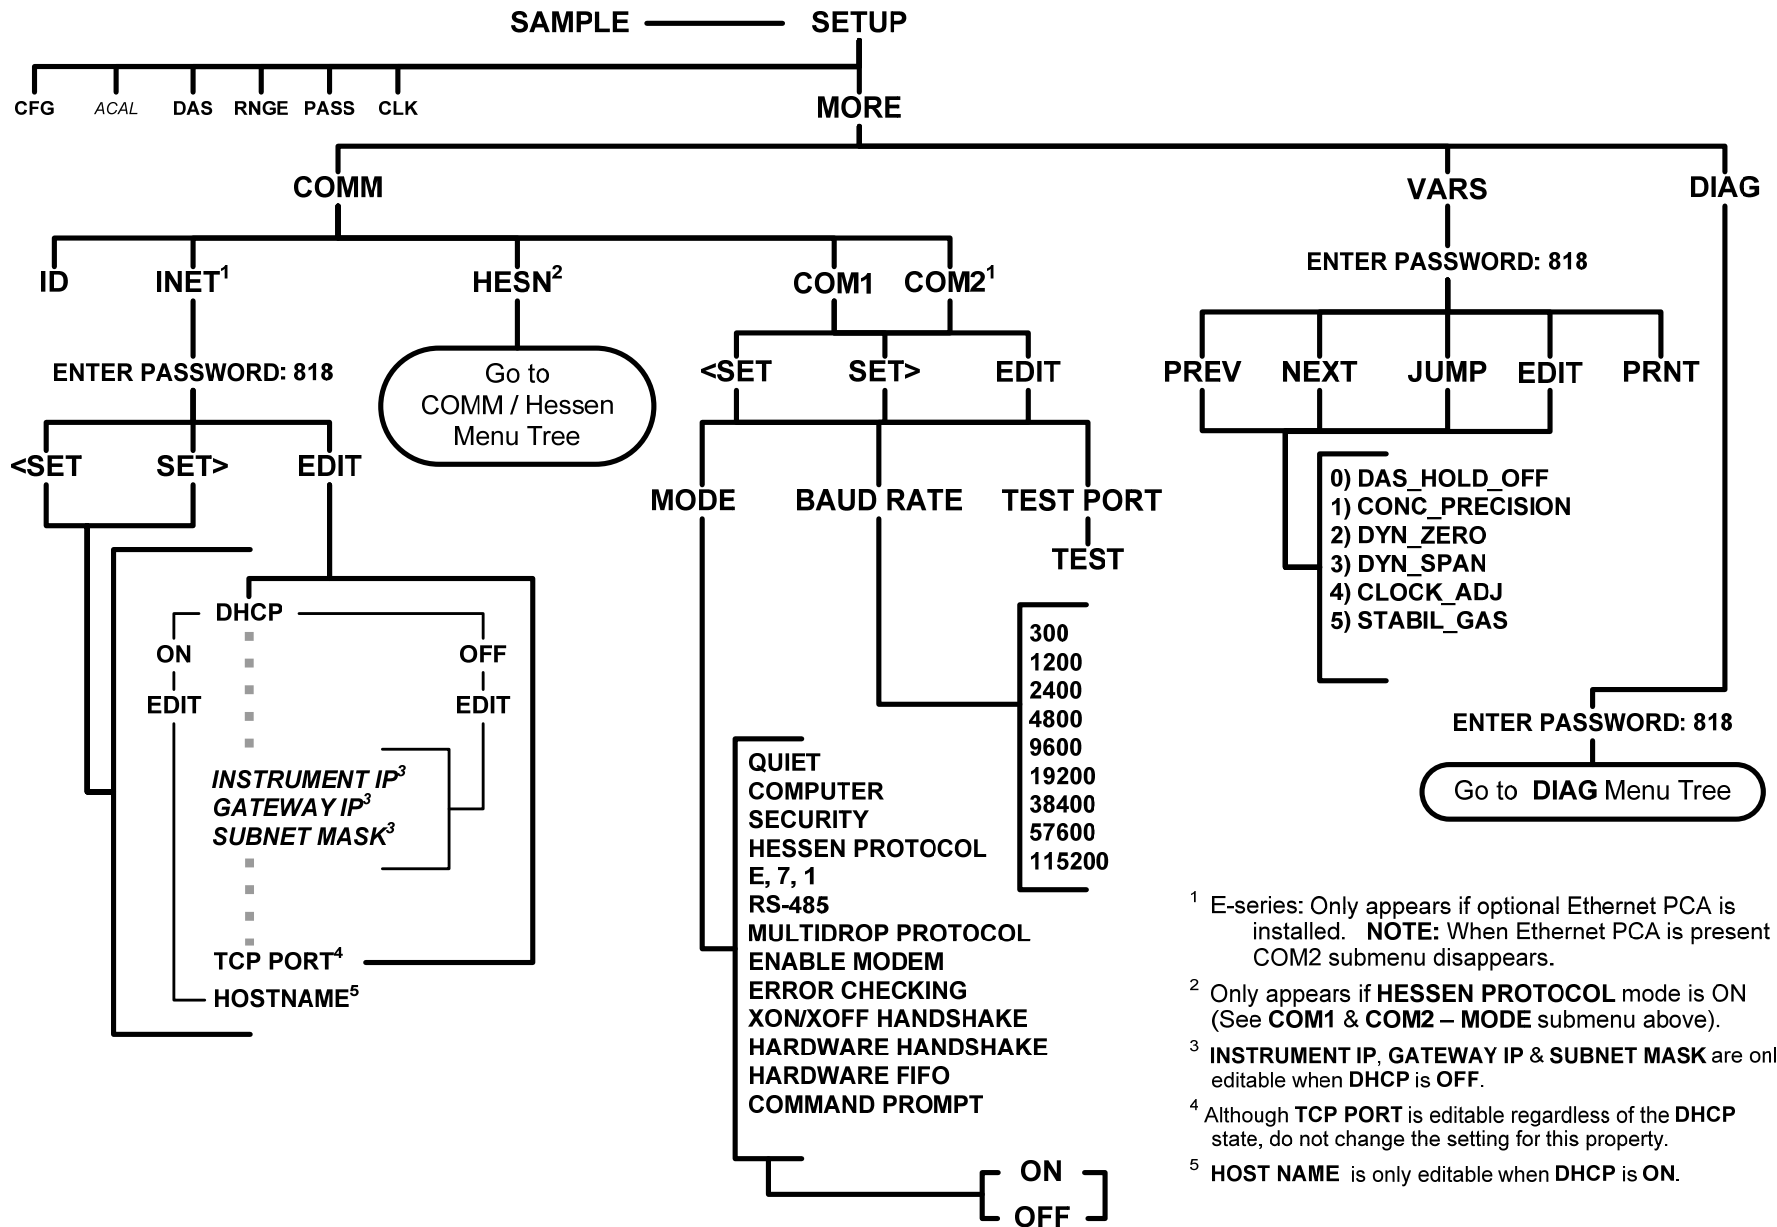 SAMPLE SETUP
CFG ACAL DAS RNGE PASS CLK
MORE
COMM VARS DIAG
ID INET1 HESN2 COM1 COM21
ENTER PASSWORD: 818
ENTER PASSWORD: 818
Go to
COMM / Hessen
Menu Tree
<SET SET> EDIT
PREV NEXT JUMP EDIT PRNT
<SET SET> EDIT
MODE BAUD RATE TEST PORT
TEST
0) DAS_HOLD_OFF
1) CONC_PRECISION
2) DYN_ZERO
3) DYN_SPAN
4) CLOCK_ADJ
5) STABIL_GAS
DHCP
ON OFF
EDIT EDIT
INSTRUMENT IP3
GATEWAY IP3
SUBNET MASK3
TCP PORT4
HOSTNAME5
300
1200
2400
4800
9600
19200
38400
57600
115200
QUIET
COMPUTER
SECURITY
HESSEN PROTOCOL
E, 7, 1
RS-485
MULTIDROP PROTOCOL
ENABLE MODEM
ERROR CHECKING
XON/XOFF HANDSHAKE
HARDWARE HANDSHAKE
HARDWARE FIFO
COMMAND PROMPT
ON
OFF
ENTER PASSWORD: 818
Go to DIAG Menu Tree
1 E-series: Only appears if optional Ethernet PCA is
installed. NOTE: When Ethernet PCA is present
COM2 submenu disappears.
2 Only appears if HESSEN PROTOCOL mode is ON
(See COM1 & COM2 – MODE submenu above).
3 INSTRUMENT IP, GATEWAY IP & SUBNET MASK are onl
editable when DHCP is OFF.
4 Although TCP PORT is editable regardless of the DHCP
state, do not change the setting for this property.
5 HOST NAME is only editable when DHCP is ON.